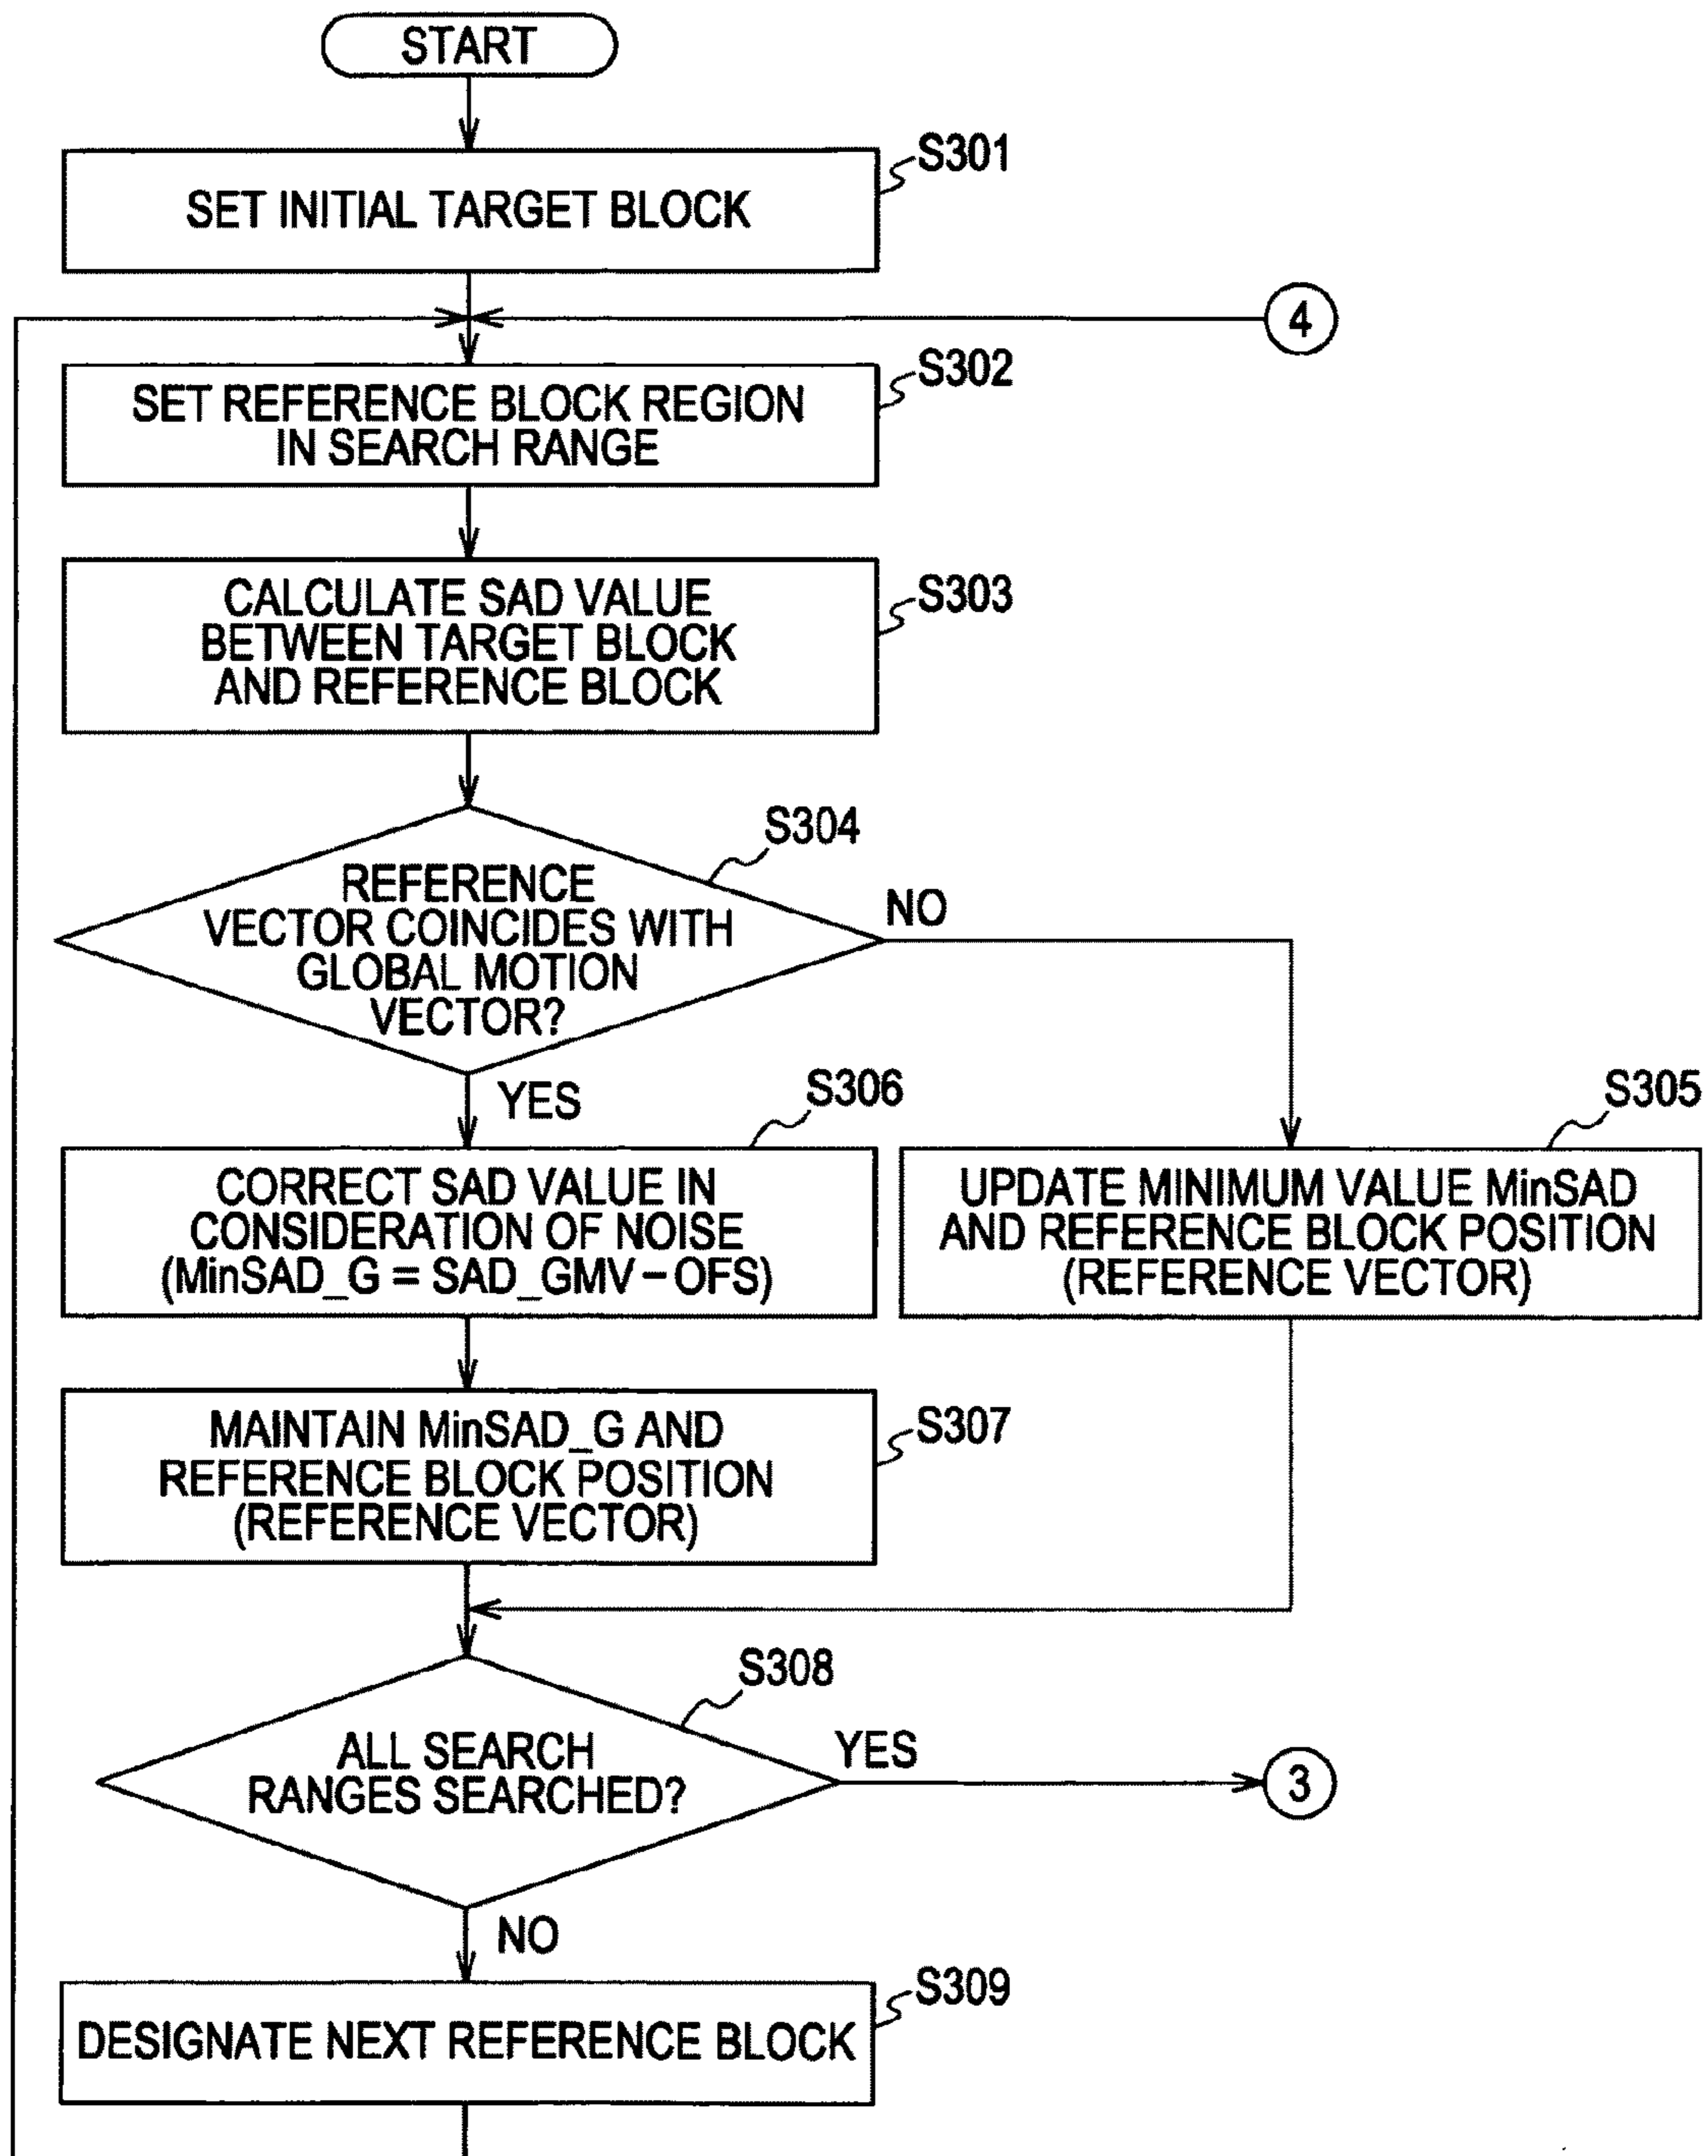 START
S301
SET INITIAL TARGET BLOCK
4
S302
SET REFERENCE BLOCK REGION
IN SEARCH RANGE
S303
CALCULATE SAD VALUE
BETWEEN TARGET BLOCK
AND REFERENCE BLOCK
S304
REFERENCE
VECTOR COINCIDES WITH
GLOBAL MOTION
VECTOR?
NO
YES
S306
CORRECT SAD VALUE IN
CONSIDERATION OF NOISE
(MinSAD_G = SAD_GMV – OFS)
S305
UPDATE MINIMUM VALUE MinSAD
AND REFERENCE BLOCK POSITION
(REFERENCE VECTOR)
S307
MAINTAIN MinSAD_G AND
REFERENCE BLOCK POSITION
(REFERENCE VECTOR)
S308
ALL SEARCH
RANGES SEARCHED?
YES
3
NO
S309
DESIGNATE NEXT REFERENCE BLOCK